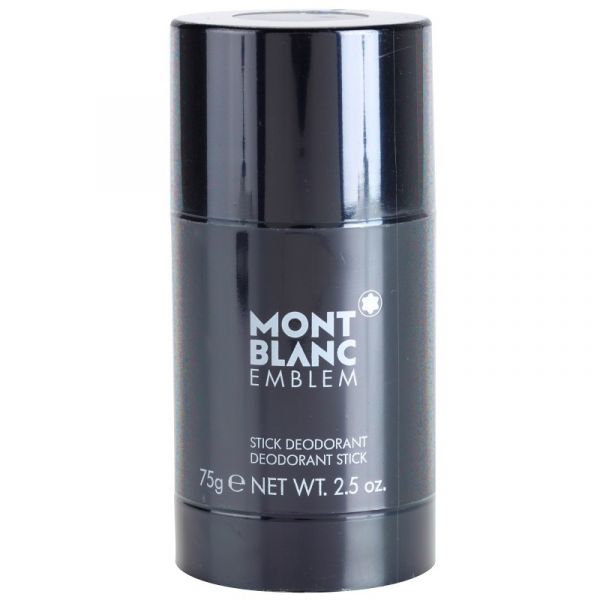 MONT
BLANC
EMBLEM
STICK DEODORANT
DEODORANT STICK
75g ℮ NET WT. 2.5 oz.